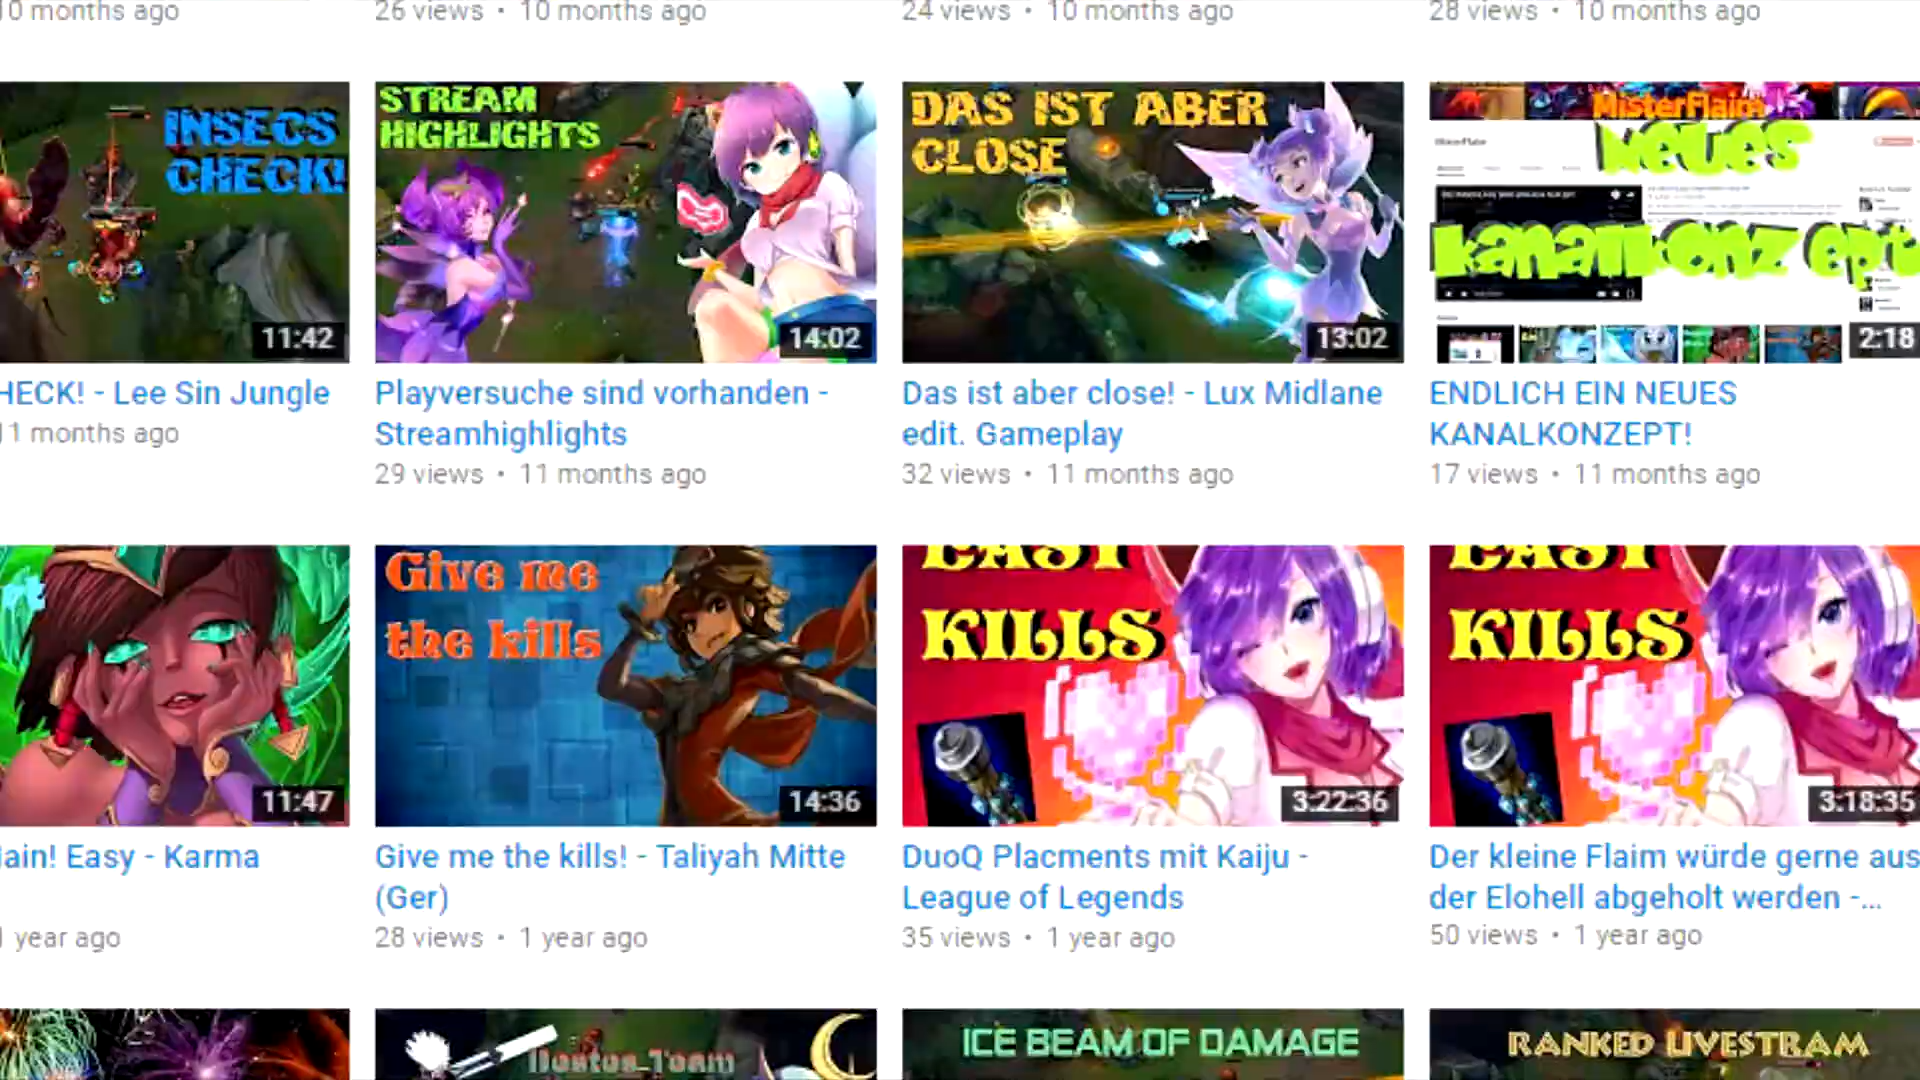 10 months ago
26 views • 10 months ago
24 views • 10 months ago
28 views • 10 months ago
INSECS
CHECK!
11:42
STREAM
HIGHLIGHTS
14:02
DAS IST ABER
CLOSE
13:02
MisterFlaim
Neues
kanalkonzept
2:18
HECK! - Lee Sin Jungle
11 months ago
Playversuche sind vorhanden -
Streamhighlights
29 views • 11 months ago
Das ist aber close! - Lux Midlane
edit. Gameplay
32 views • 11 months ago
ENDLICH EIN NEUES
KANALKONZEPT!
17 views • 11 months ago
11:47
Give me
the kills
14:36
EASY
KILLS
3:22:36
EASY
KILLS
3:18:35
ain! Easy - Karma
1 year ago
Give me the kills! - Taliyah Mitte
(Ger)
28 views • 1 year ago
DuoQ Placments mit Kaiju -
League of Legends
35 views • 1 year ago
Der kleine Flaim würde gerne aus
der Elohell abgeholt werden -...
50 views • 1 year ago
ICE BEAM OF DAMAGE
RANKED LIVESTRAM